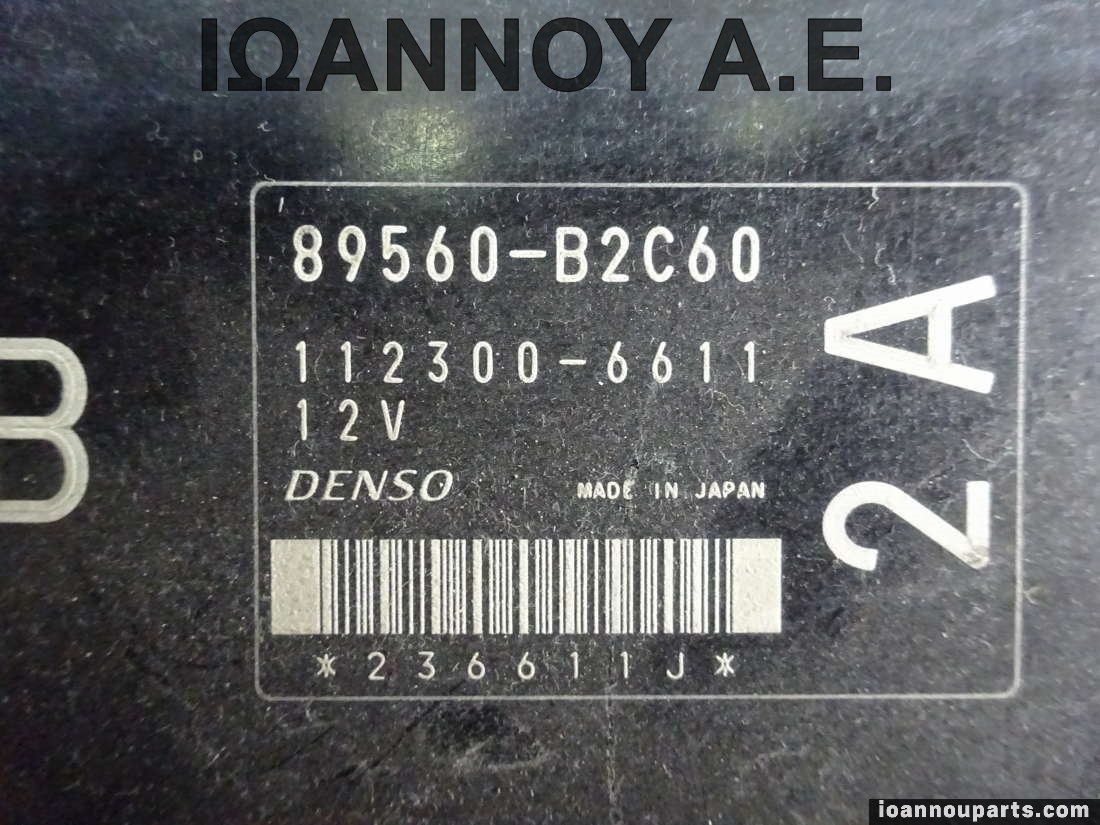 ΙΩΑΝΝΟΥ Α.Ε.
89560-B2C60
112300-6611
12V
DENSO
MADE IN JAPAN
*236611J*
2A
B
ioannouparts.com